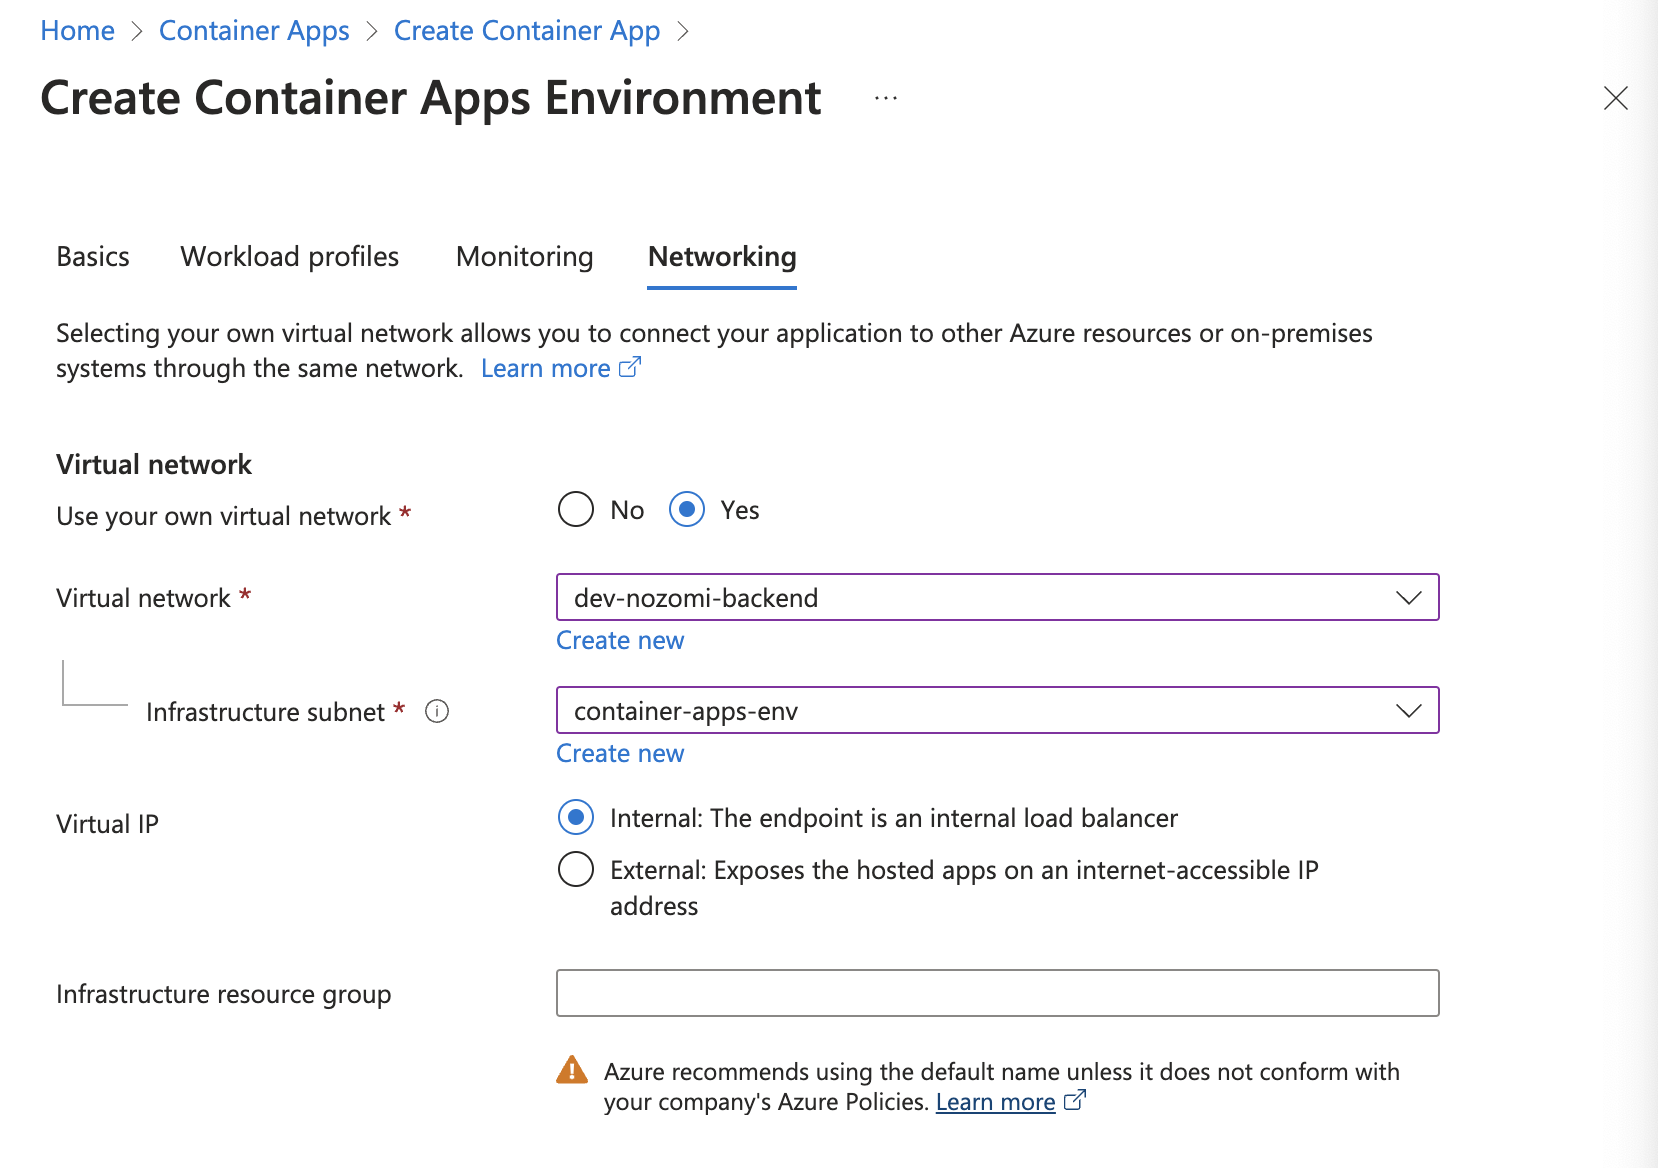 Home > Container Apps > Create Container App >
Create Container Apps Environment ...
Basics Workload profiles Monitoring Networking
Selecting your own virtual network allows you to connect your application to other Azure resources or on-premises
systems through the same network. Learn more
Virtual network
Use your own virtual network * No Yes
Virtual network * dev-nozomi-backend
Create new
Infrastructure subnet * container-apps-env
Create new
Virtual IP Internal: The endpoint is an internal load balancer
External: Exposes the hosted apps on an internet-accessible IP
address
Infrastructure resource group
Azure recommends using the default name unless it does not conform with
your company's Azure Policies. Learn more